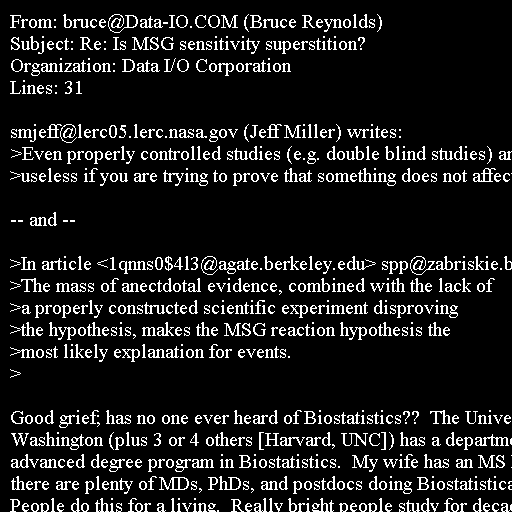 From: bruce@Data-IO.COM (Bruce Reynolds)
Subject: Re: Is MSG sensitivity superstition?
Organization: Data I/O Corporation
Lines: 31
smjeff@lerc05.lerc.nasa.gov (Jeff Miller) writes:
>Even properly controlled studies (e.g. double blind studies)
>useless if you are trying to prove that something does not
-- and --
>In article <1qnns0$4l3@agate.berkeley.edu> spp@zabriskie.b
>The mass of anectdotal evidence, combined with the lack of
>a properly constructed scientific experiment disproving
>the hypothesis, makes the MSG reaction hypothesis the
>most likely explanation for events.
>
Good grief; has no one ever heard of Biostatistics?? The
Washington (plus 3 or 4 others [Harvard, UNC]) has a
advanced degree program in Biostatistics. My wife has an MS
there are plenty of MDs, PhDs, and postdocs doing
People do this for a living. Really bright people study for